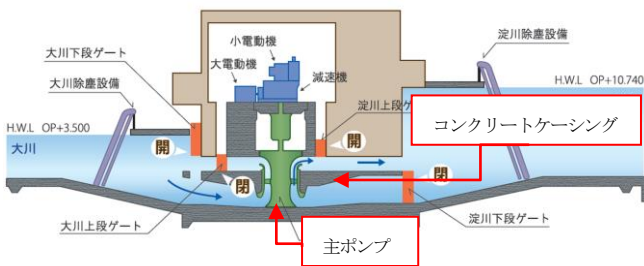 大川下段ゲート
大川除塵設備
小電動機
大電動機
減速機
淀川除塵設備
H.W.L OP+10.740
H.W.L OP+3.500
淀川上段ゲ
コンクリートケーシング
大川
開
開
閉
閉
大川上段ゲート
主ポンプ
淀川下段ゲート